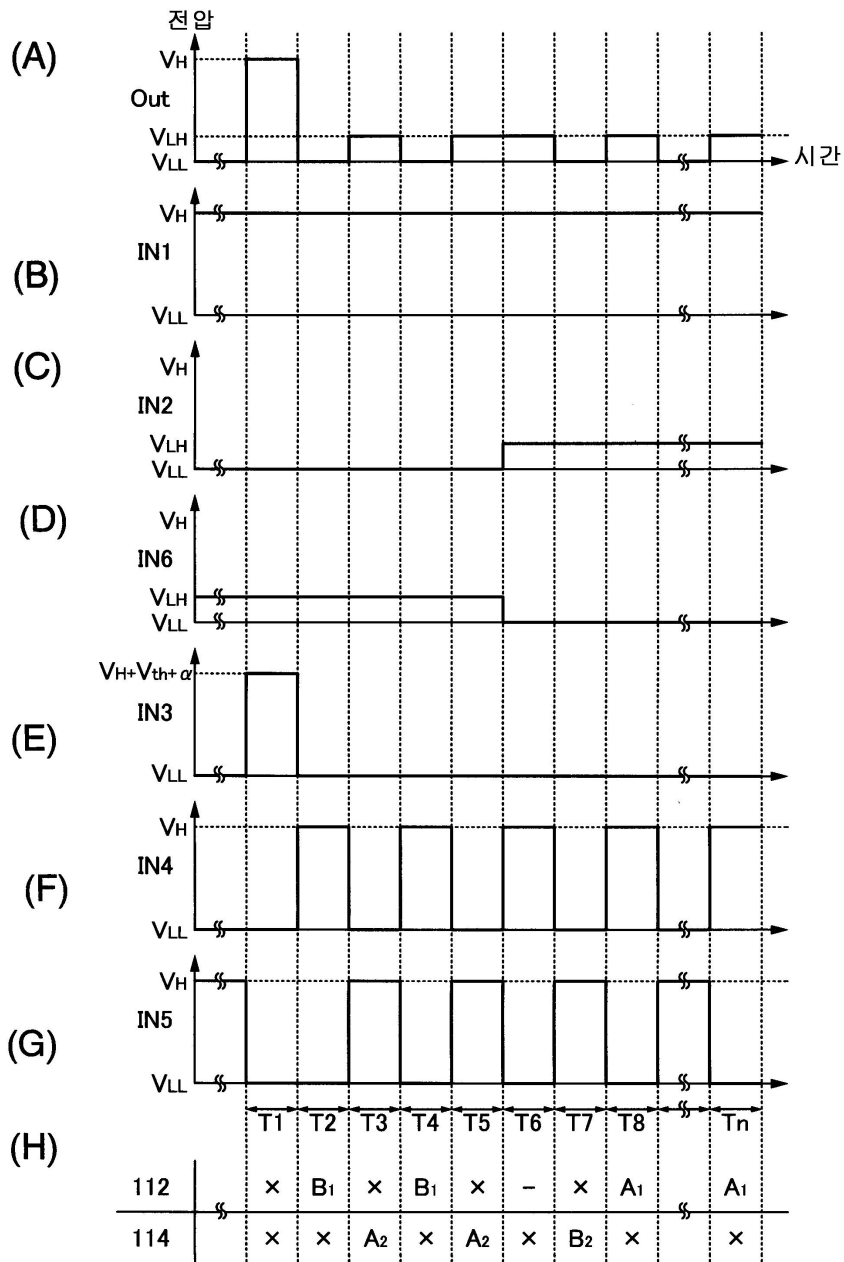 전압
(A)
VH
Out
VLH
VLL
시간
(B)
VH
IN1
VLL
(C)
VH
IN2
VLH
VLL
(D)
VH
IN6
VLH
VLL
(E)
VH+Vth+α
IN3
VLL
(F)
VH
IN4
VLL
(G)
VH
IN5
VLL
T1 T2 T3 T4 T5 T6 T7 T8 Tn
(H)
112 × B1 × B1 × − × A1 A1
114 × × A2 × A2 × B2 × ×